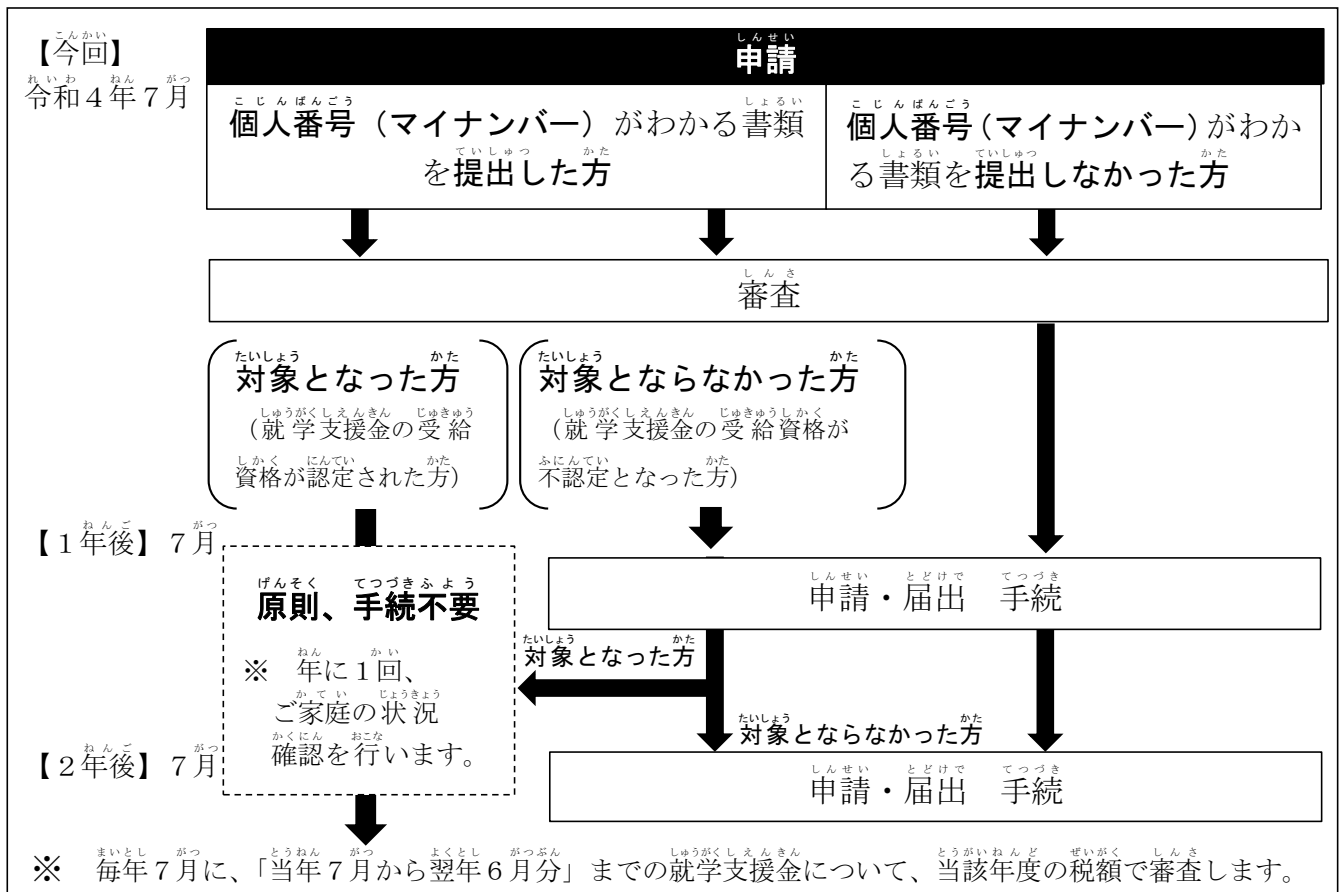 【今回】
令和４年７月
申請
個人番号（マイナンバー）がわかる書類
を提出した方
個人番号（マイナンバー）がわか
る書類を提出しなかった方
審査
対象となった方
（就学支援金の受給
資格が認定された方）
対象とならなかった方
（就学支援金の受給資格が
不認定となった方）
【１年後】７月
原則、手続不要
※　年に１回、
ご家庭の状況
確認を行います。
申請・届出　手続
対象となった方
対象とならなかった方
【２年後】７月
申請・届出　手続
※　毎年７月に、「当年７月から翌年６月分」までの就学支援金について、当該年度の税額で審査します。